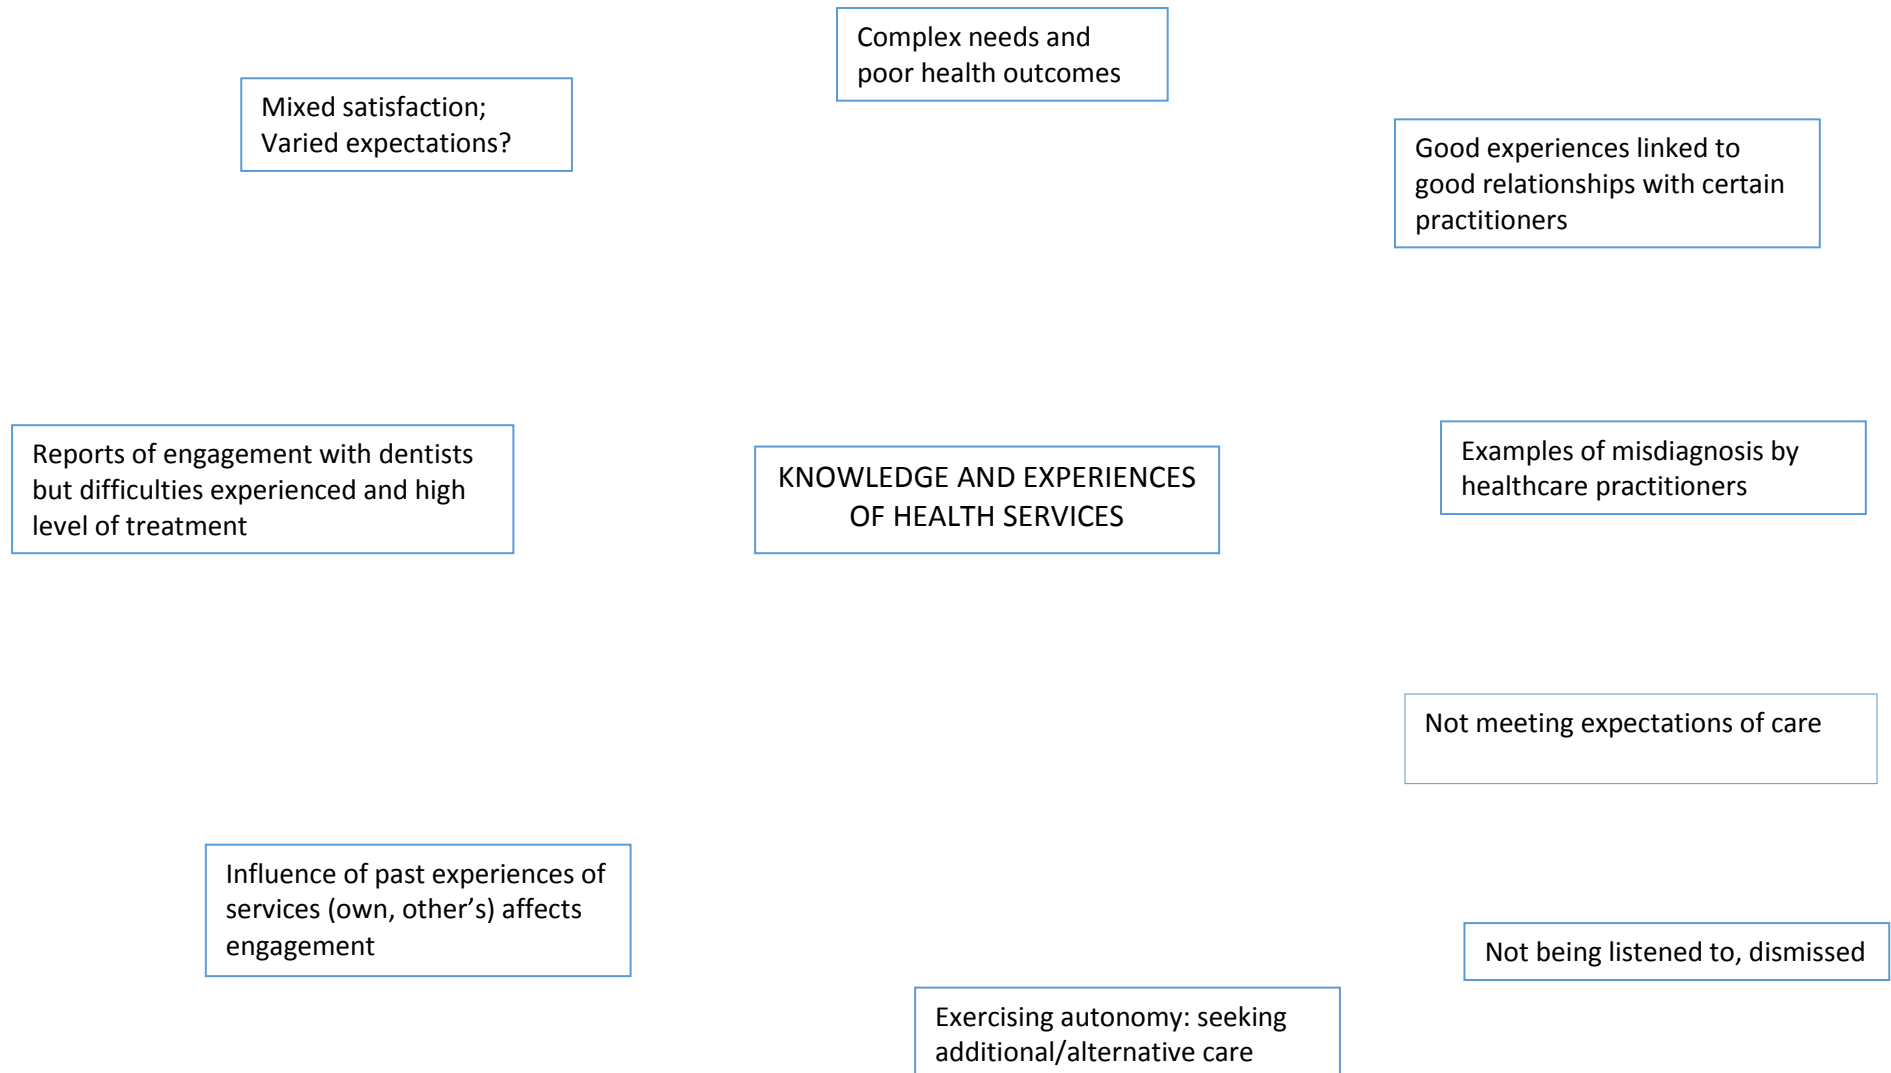 Complex needs and
poor health outcomes
Mixed satisfaction;
Varied expectations?
Good experiences linked to
good relationships with certain
practitioners
Reports of engagement with dentists
but difficulties experienced and high
level of treatment
KNOWLEDGE AND EXPERIENCES
OF HEALTH SERVICES
Examples of misdiagnosis by
healthcare practitioners
Not meeting expectations of care
Influence of past experiences of
services (own, other’s) affects
engagement
Not being listened to, dismissed
Exercising autonomy: seeking
additional/alternative care